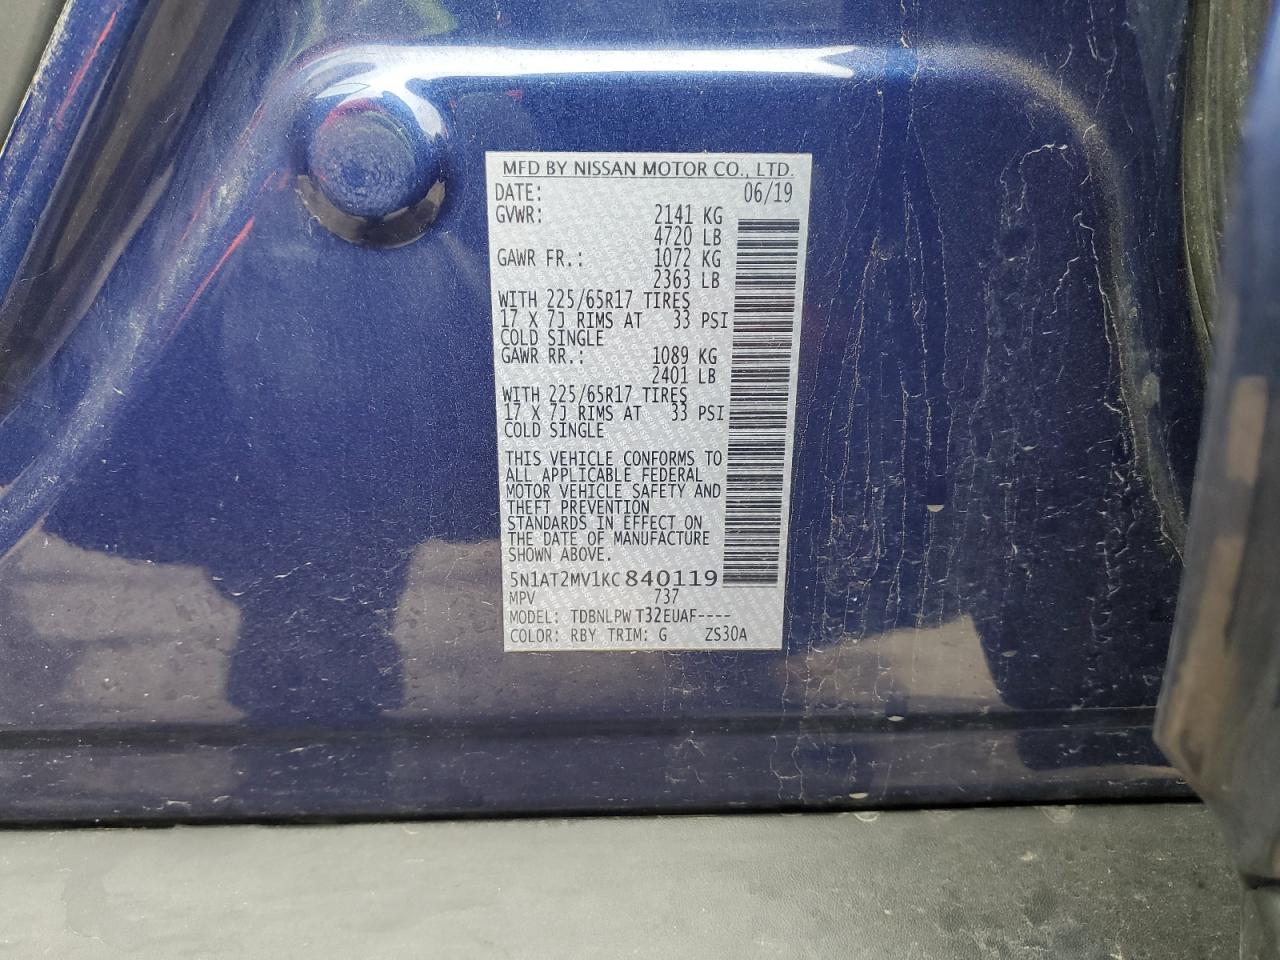 MFD BY NISSAN MOTOR CO., LTD.
DATE: 06/19
GVWR: 2141 KG
4720 LB
GAWR FR.: 1072 KG
2363 LB
WITH 225/65R17 TIRES
17 X 7J RIMS AT 33 PSI
COLD SINGLE
GAWR RR.: 1089 KG
2401 LB
WITH 225/65R17 TIRES
17 X 7J RIMS AT 33 PSI
COLD SINGLE
THIS VEHICLE CONFORMS TO
ALL APPLICABLE FEDERAL
MOTOR VEHICLE SAFETY AND
THEFT PREVENTION
STANDARDS IN EFFECT ON
THE DATE OF MANUFACTURE
SHOWN ABOVE.
5N1AT2MV1KC840119
MPV 737
MODEL: TDBNLPW T32EUAF----
COLOR: RBY TRIM: G ZS30A